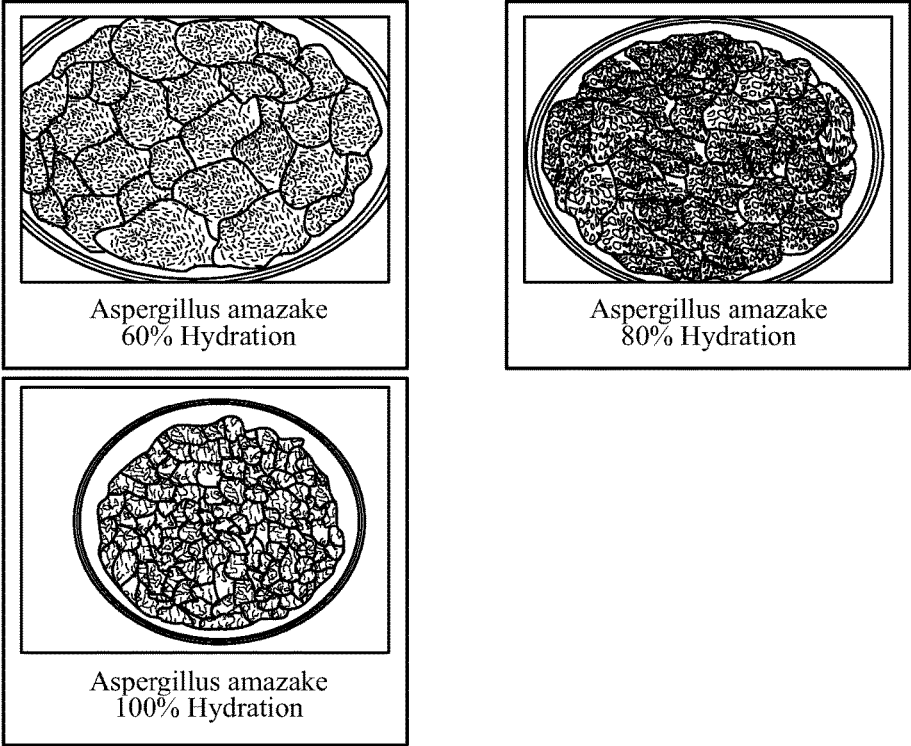 Aspergillus amazake
60% Hydration
Aspergillus amazake
80% Hydration
Aspergillus amazake
100% Hydration